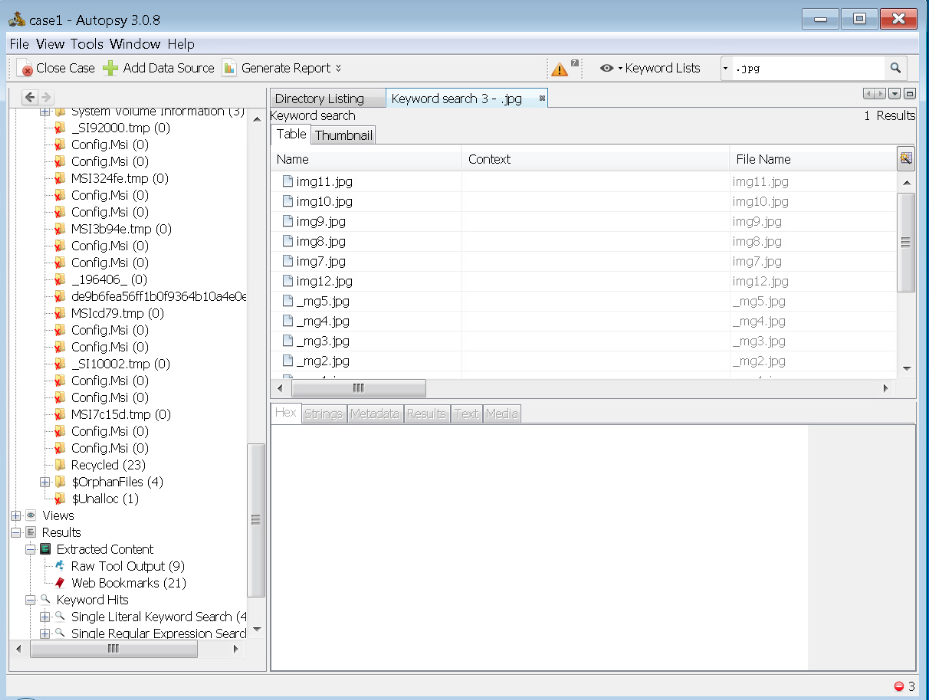 case1 - Autopsy 3.0.8
File View Tools Window Help
Close Case Add Data Source Generate Report Keyword Lists .jpg
Directory Listing Keyword search 3 - .jpg
Keyword search 1 Results
Table Thumbnail
Name Context File Name
img11.jpg img11.jpg
img10.jpg img10.jpg
img9.jpg img9.jpg
img8.jpg img8.jpg
img7.jpg img7.jpg
img12.jpg img12.jpg
_mg5.jpg _mg5.jpg
_mg4.jpg _mg4.jpg
_mg3.jpg _mg3.jpg
_mg2.jpg _mg2.jpg
Hex Strings Metadata Results Text Media
System Volume Information (3)
_SI92000.tmp (0)
Config.Msi (0)
Config.Msi (0)
MSI324fe.tmp (0)
Config.Msi (0)
Config.Msi (0)
MSI3b94e.tmp (0)
Config.Msi (0)
Config.Msi (0)
_196406_ (0)
de9b6fea56ff1b0f9364b10a4e0e
MSIcd79.tmp (0)
Config.Msi (0)
Config.Msi (0)
_SI10002.tmp (0)
Config.Msi (0)
Config.Msi (0)
MSI7c15d.tmp (0)
Config.Msi (0)
Config.Msi (0)
Recycled (23)
$OrphanFiles (4)
$Unalloc (1)
Views
Results
Extracted Content
Raw Tool Output (9)
Web Bookmarks (21)
Keyword Hits
Single Literal Keyword Search (4
Single Regular Expression Searc
3